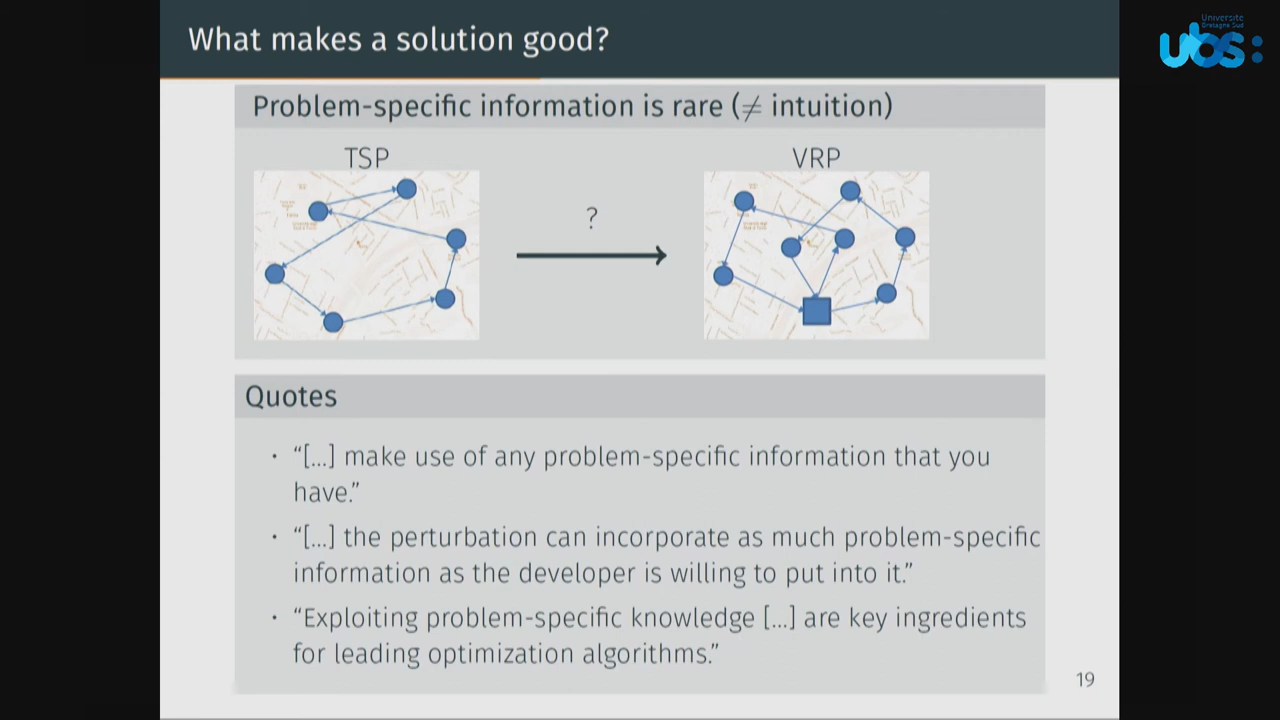 What makes a solution good?
Université
Bretagne Sud
ubs:
Problem-specific information is rare (≠ intuition)
TSP
VRP
?
Quotes
• “[...] make use of any problem-specific information that you
have.”
• “[...] the perturbation can incorporate as much problem-specific
information as the developer is willing to put into it.”
• “Exploiting problem-specific knowledge [...] are key ingredients
for leading optimization algorithms.”
19